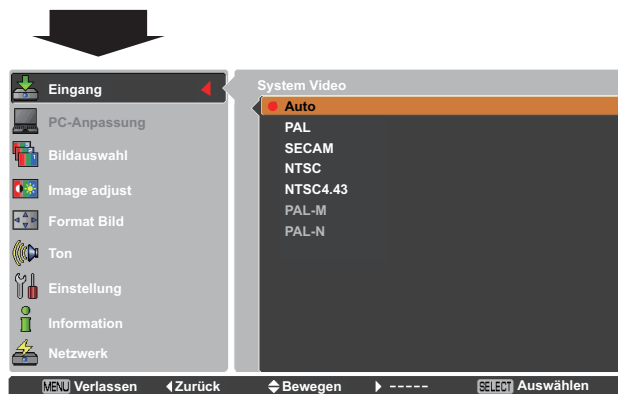 Eingang
PC-Anpassung
Bildauswahl
Image adjust
Format Bild
Ton
Einstellung
Information
Netzwerk
System Video
Auto
PAL
SECAM
NTSC
NTSC4.43
PAL-M
PAL-N
MENU Verlassen Zurück Bewegen ----- SELECT Auswählen